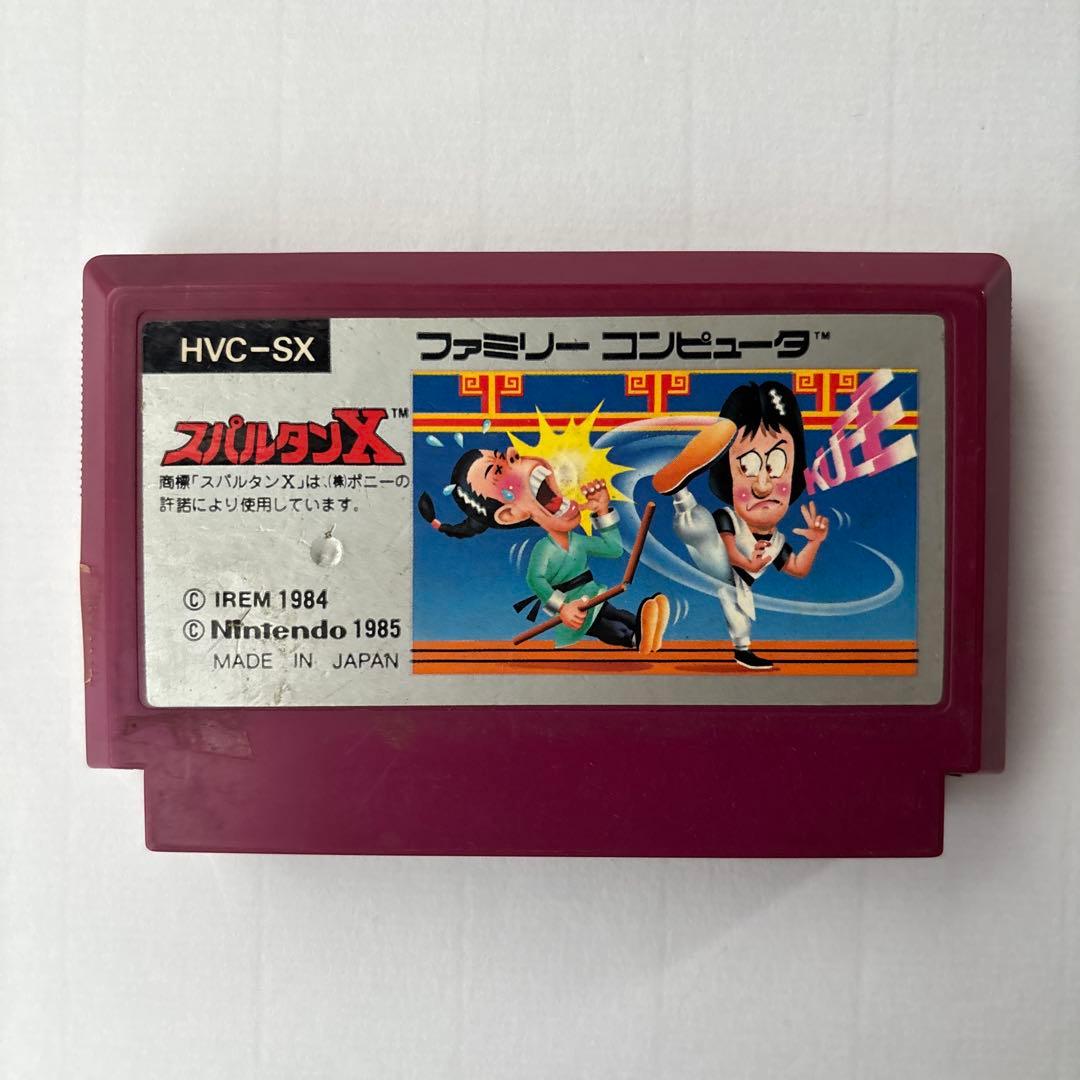 HVC-SX
ファミリー コンピュータ™
スパルタンX™
商標「スパルタンX」は、(株)ポニーの
許諾により使用しています。
© IREM 1984
© Nintendo 1985
MADE IN JAPAN
KUEEE